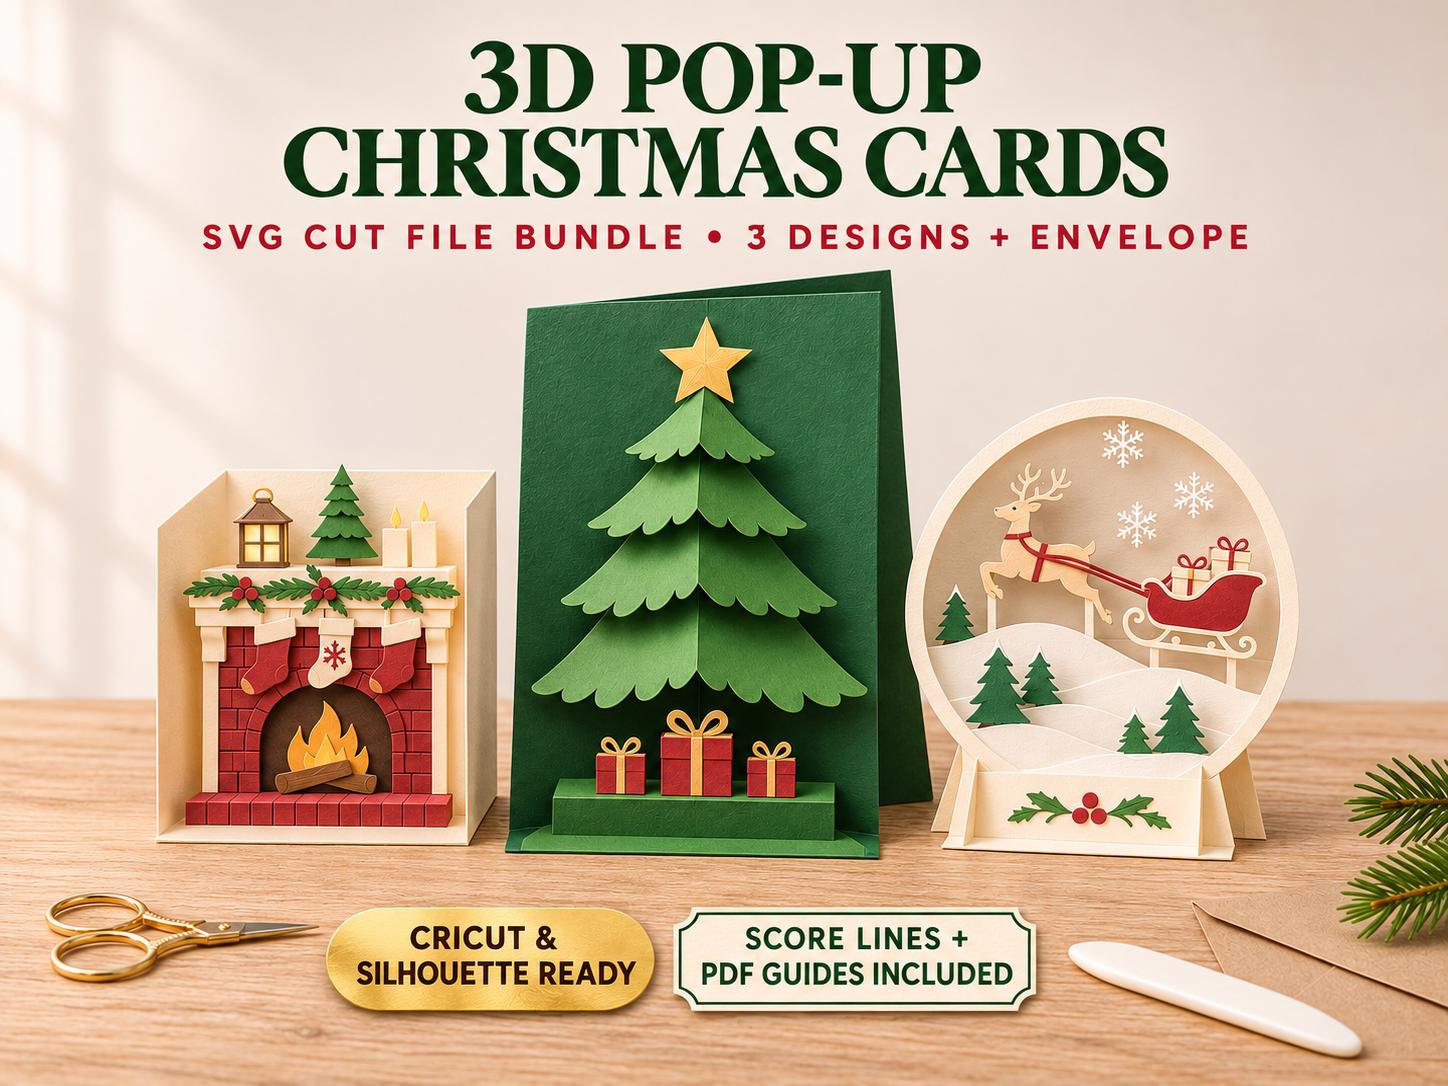 3D POP-UP
CHRISTMAS CARDS
SVG CUT FILE BUNDLE • 3 DESIGNS + ENVELOPE
CRICUT &
SILHOUETTE READY
SCORE LINES +
PDF GUIDES INCLUDED